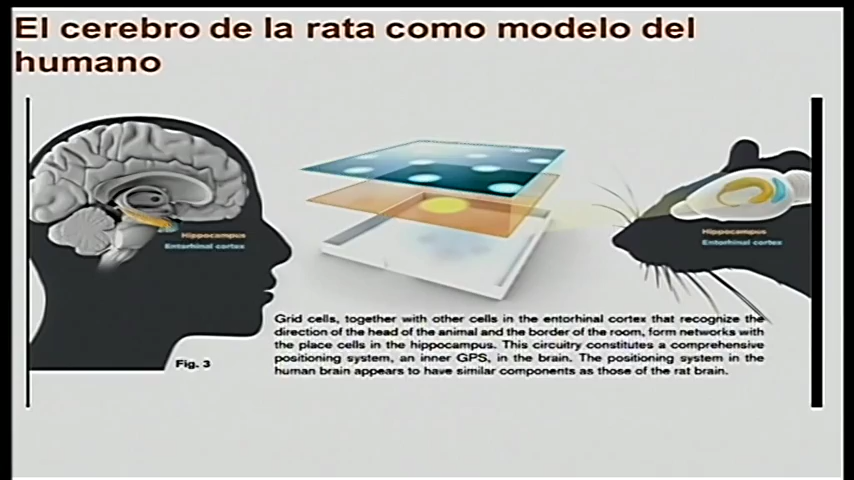 El cerebro de la rata como modelo del
humano
Hippocampus
Entorhinal cortex
Hippocampus
Entorhinal cortex
Grid cells, together with other cells in the entorhinal cortex that recognize the
direction of the head of the animal and the border of the room, form networks with
the place cells in the hippocampus. This circuitry constitutes a comprehensive
positioning system, an inner GPS, in the brain. The positioning system in the
human brain appears to have similar components as those of the rat brain.
Fig. 3